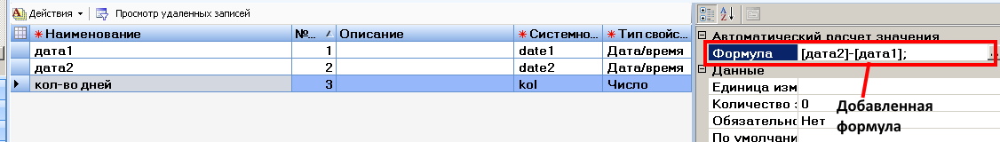 Действия Просмотр удаленных записей
Наименование №... Описание Системно... Тип свойс...
дата1 1 date1 Дата/время
дата2 2 date2 Дата/время
кол-во дней 3 kol Число
Автоматический расчет значения
Формула [дата2]-[дата1];
Данные
Единица изм
Количество 0
Обязательно Нет
По умолчани
Добавленная
формула